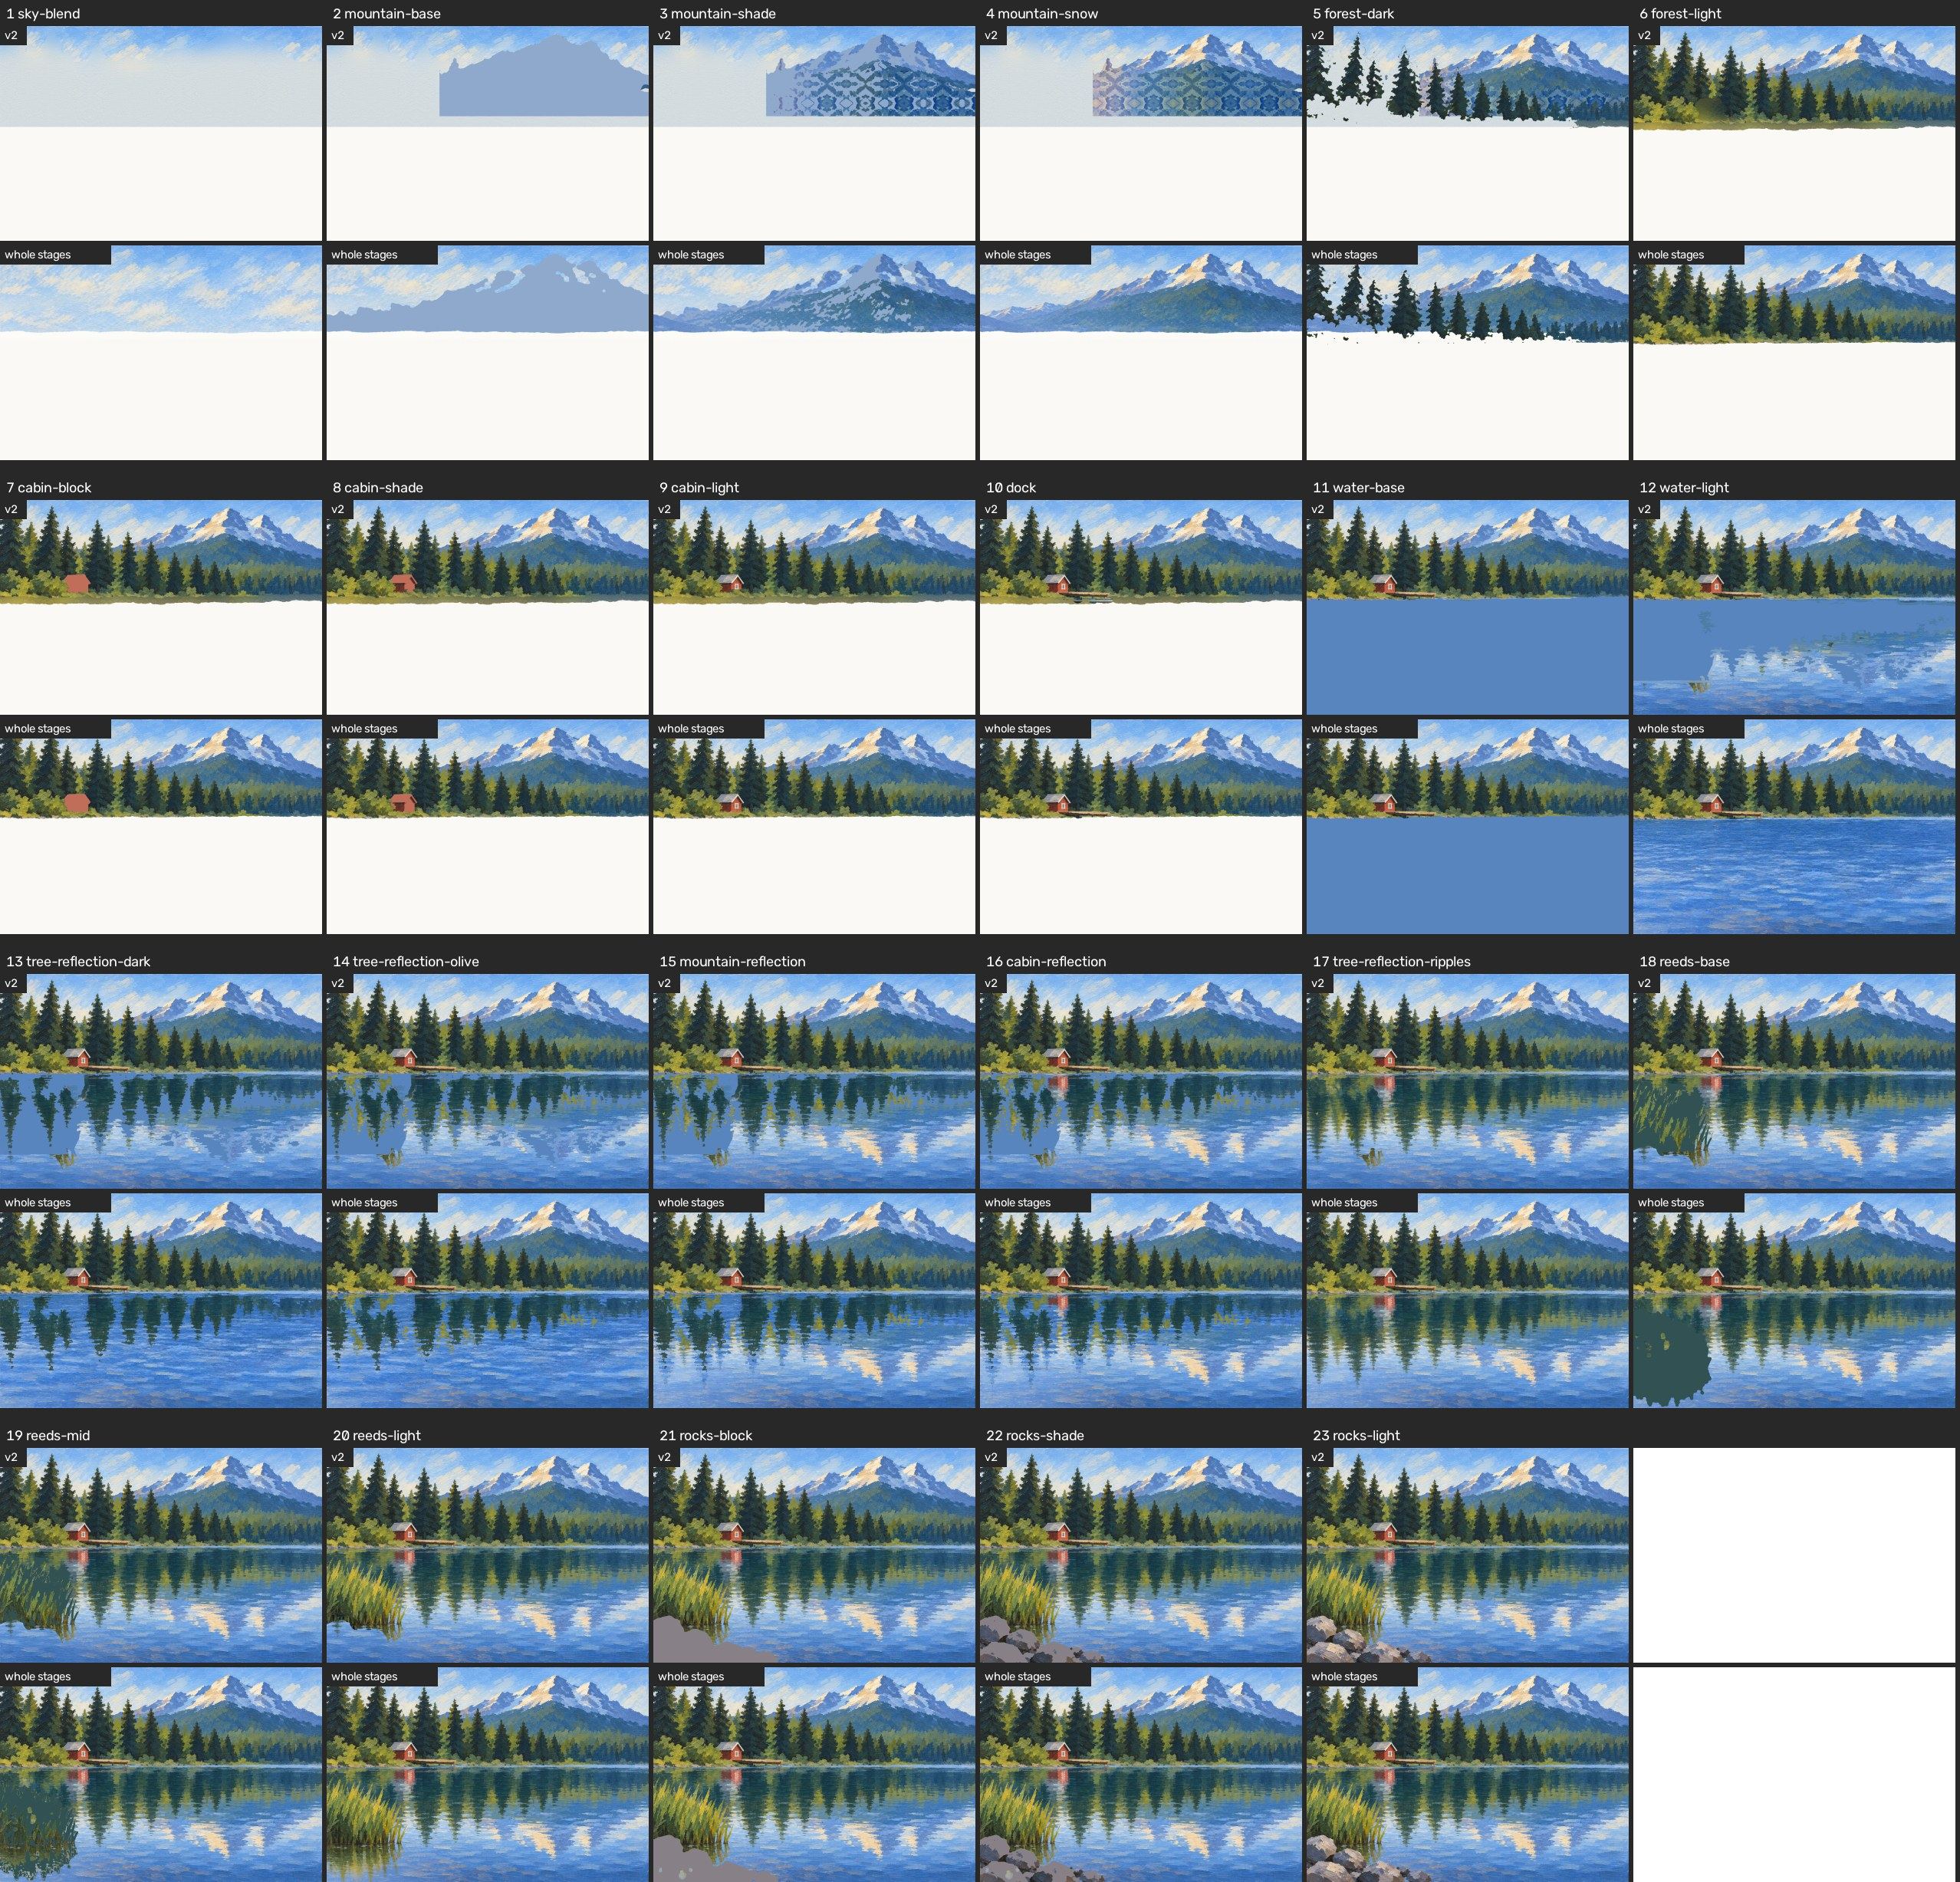 1 sky-blend
2 mountain-base
3 mountain-shade
4 mountain-snow
5 forest-dark
6 forest-light
v2
v2
v2
v2
v2
v2
whole stages
whole stages
whole stages
whole stages
whole stages
whole stages
7 cabin-block
8 cabin-shade
9 cabin-light
10 dock
11 water-base
12 water-light
v2
v2
v2
v2
v2
v2
whole stages
whole stages
whole stages
whole stages
whole stages
whole stages
13 tree-reflection-dark
14 tree-reflection-olive
15 mountain-reflection
16 cabin-reflection
17 tree-reflection-ripples
18 reeds-base
v2
v2
v2
v2
v2
v2
whole stages
whole stages
whole stages
whole stages
whole stages
whole stages
19 reeds-mid
20 reeds-light
21 rocks-block
22 rocks-shade
23 rocks-light
v2
v2
v2
v2
v2
whole stages
whole stages
whole stages
whole stages
whole stages